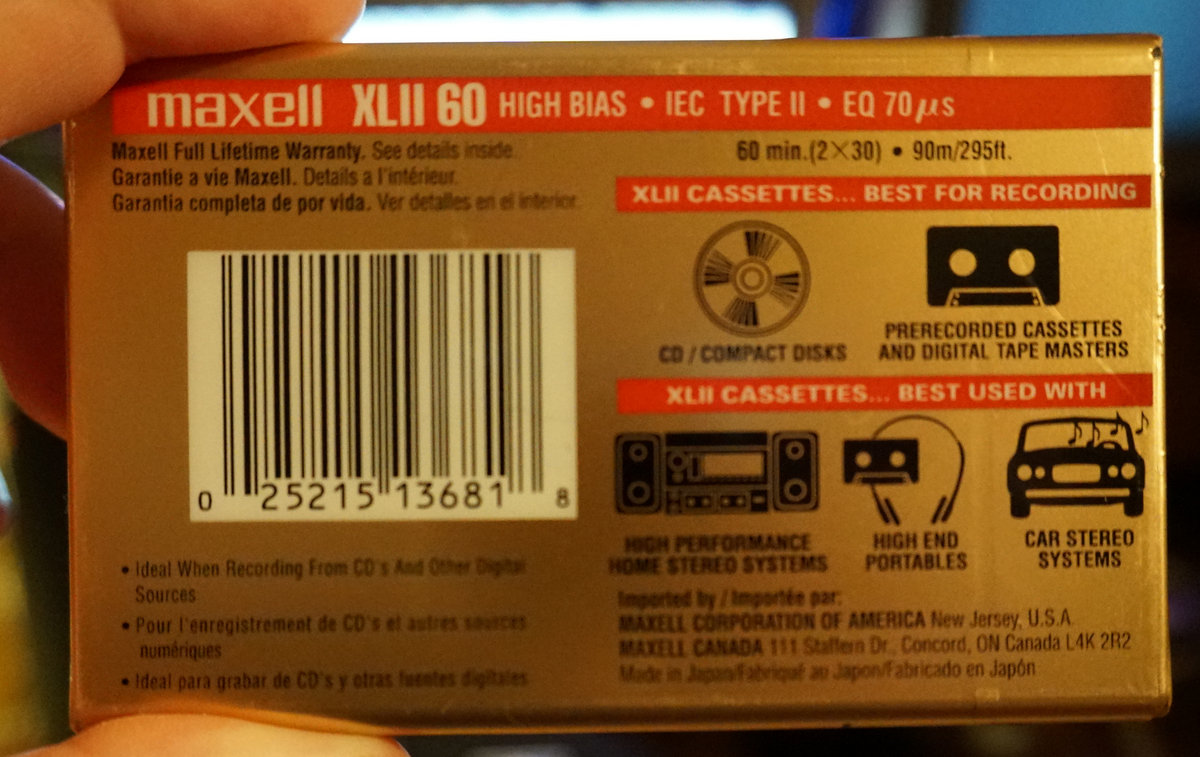 maxell XLII 60 HIGH BIAS • IEC TYPE II • EQ 70µs
Maxell Full Lifetime Warranty. See details inside.
Garantie a vie Maxell. Details a l'intérieur.
Garantia completa de por vida. Ver detalles en el interior.
60 min.(2×30) • 90m/295ft.
XLII CASSETTES... BEST FOR RECORDING
CD / COMPACT DISKS
PRERECORDED CASSETTES
AND DIGITAL TAPE MASTERS
XLII CASSETTES... BEST USED WITH
HIGH PERFORMANCE
HOME STEREO SYSTEMS
HIGH END
PORTABLES
CAR STEREO
SYSTEMS
0 25215 13681 8
• Ideal When Recording From CD's And Other Digital
Sources
• Pour l'enregistrement de CD's et autres sources
numériques
• Ideal para grabar de CD's y otras fuentes digitales
Imported by / Importée par:
MAXELL CORPORATION OF AMERICA New Jersey, U.S.A.
MAXELL CANADA 111 Staffern Dr., Concord, ON Canada L4K 2R2
Made in Japan/Fabriqué au Japon/Fabricado en Japón